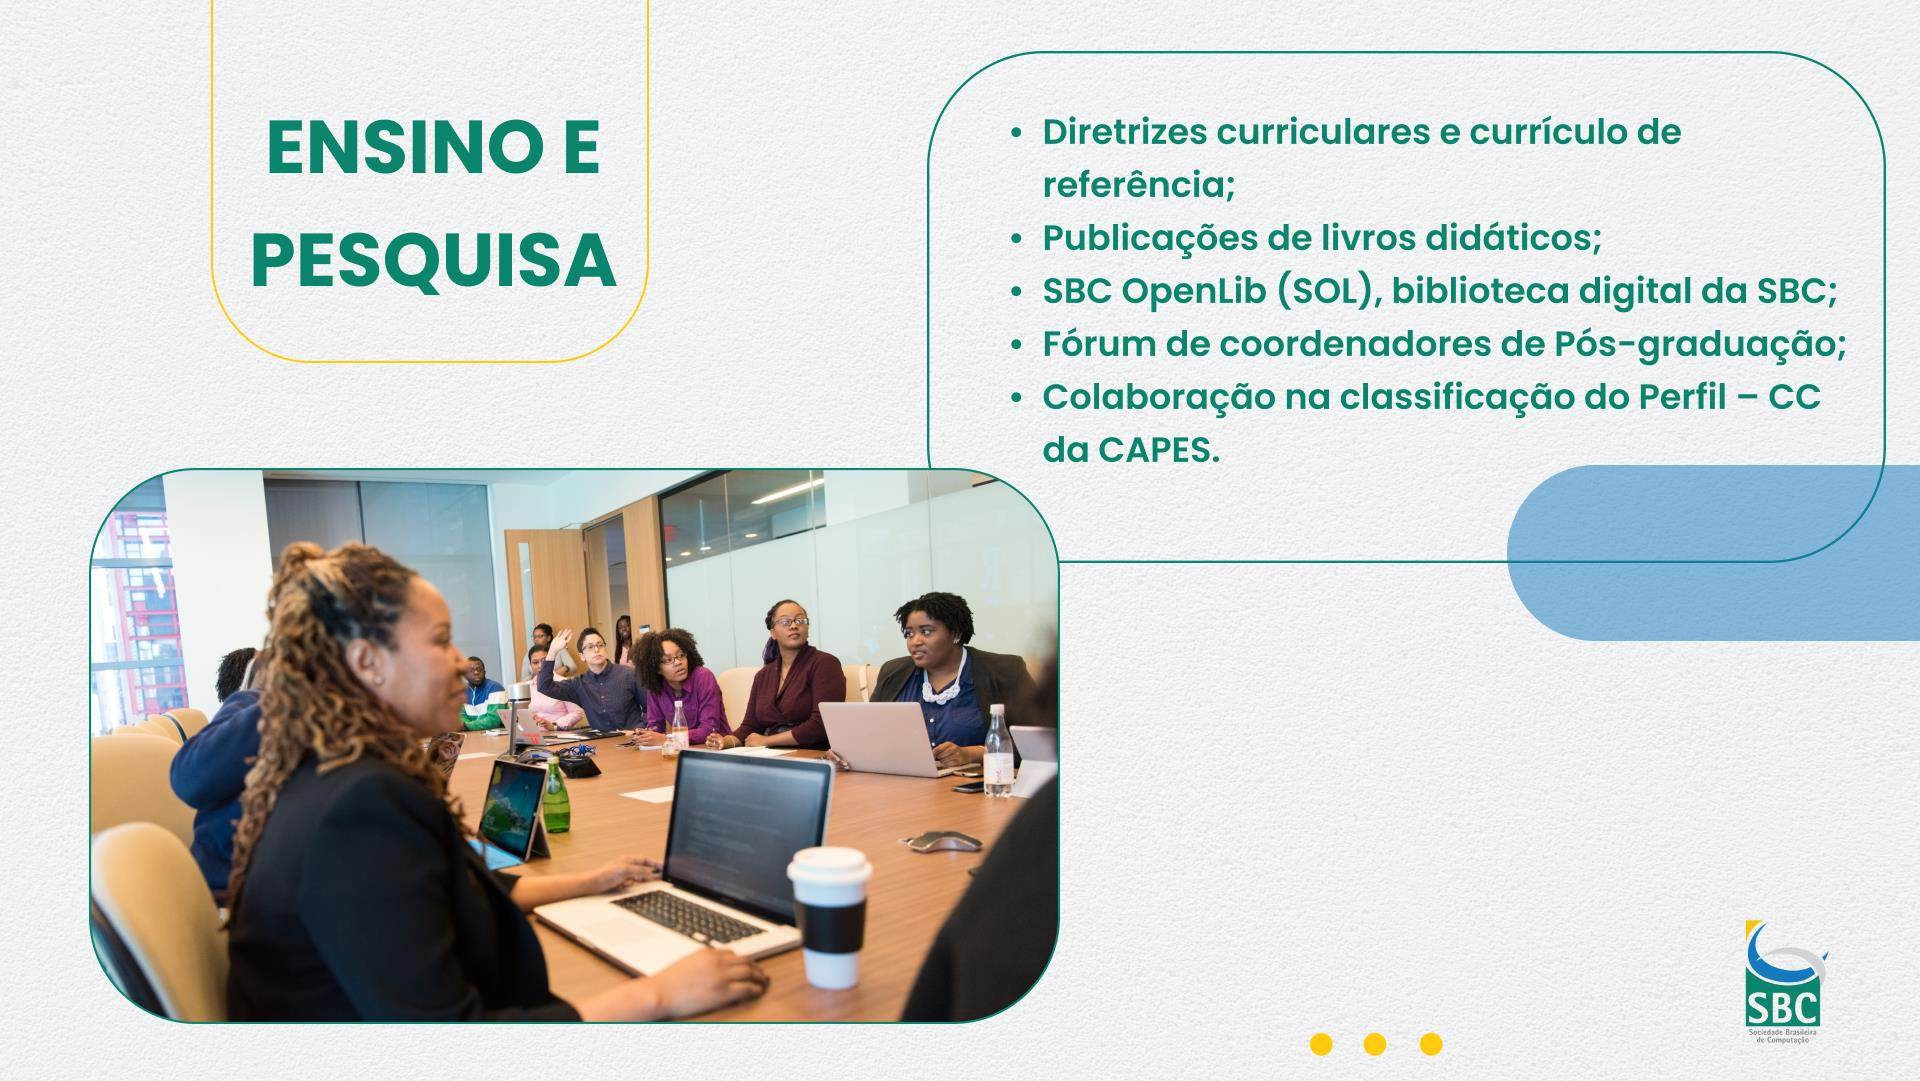 ENSINO E
PESQUISA
• Diretrizes curriculares e currículo de
referência;
• Publicações de livros didáticos;
• SBC OpenLib (SOL), biblioteca digital da SBC;
• Fórum de coordenadores de Pós-graduação;
• Colaboração na classificação do Perfil – CC
da CAPES.
SBC
Sociedade Brasileira
de Computação